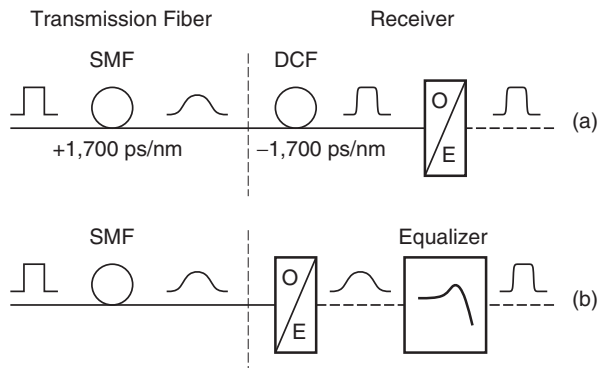 Transmission Fiber
Receiver
SMF
DCF
O
E
+1,700 ps/nm
−1,700 ps/nm
(a)
SMF
Equalizer
O
E
(b)